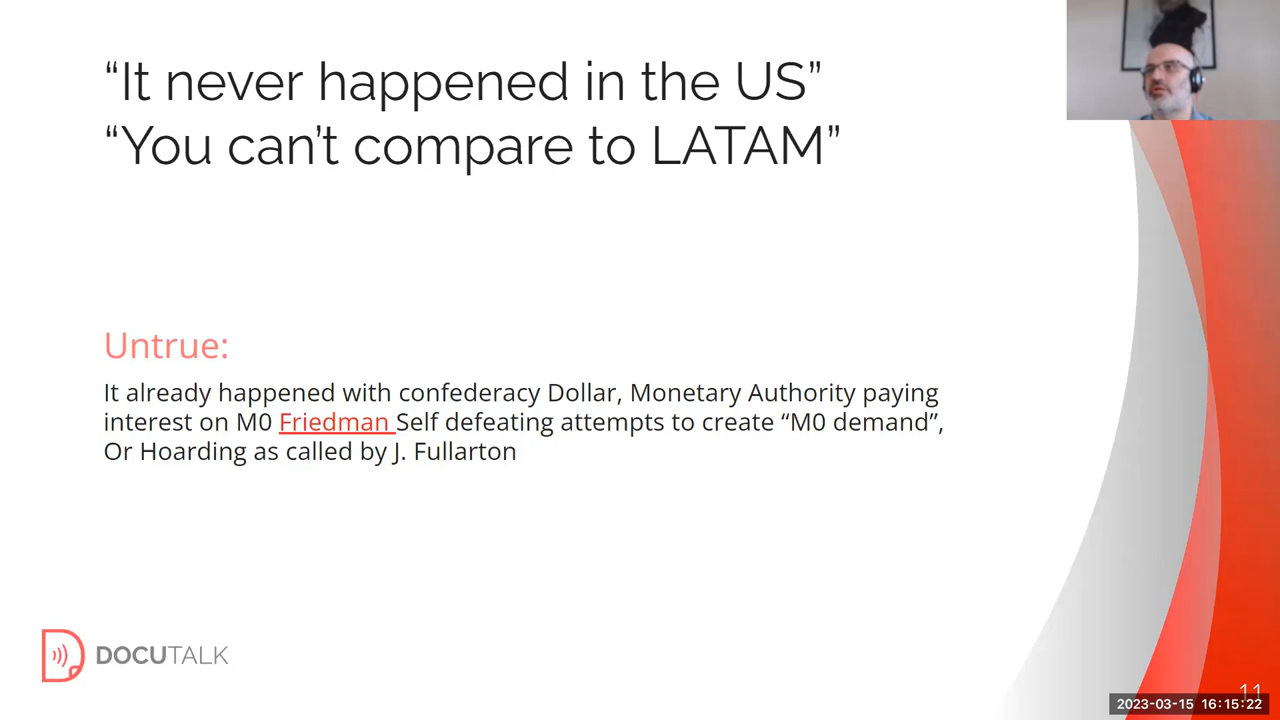 “It never happened in the US”
“You can’t compare to LATAM”
Untrue:
It already happened with confederacy Dollar, Monetary Authority paying
interest on M0 Friedman Self defeating attempts to create “M0 demand”,
Or Hoarding as called by J. Fullarton
DOCUTALK
11
2023-03-15 16:15:22